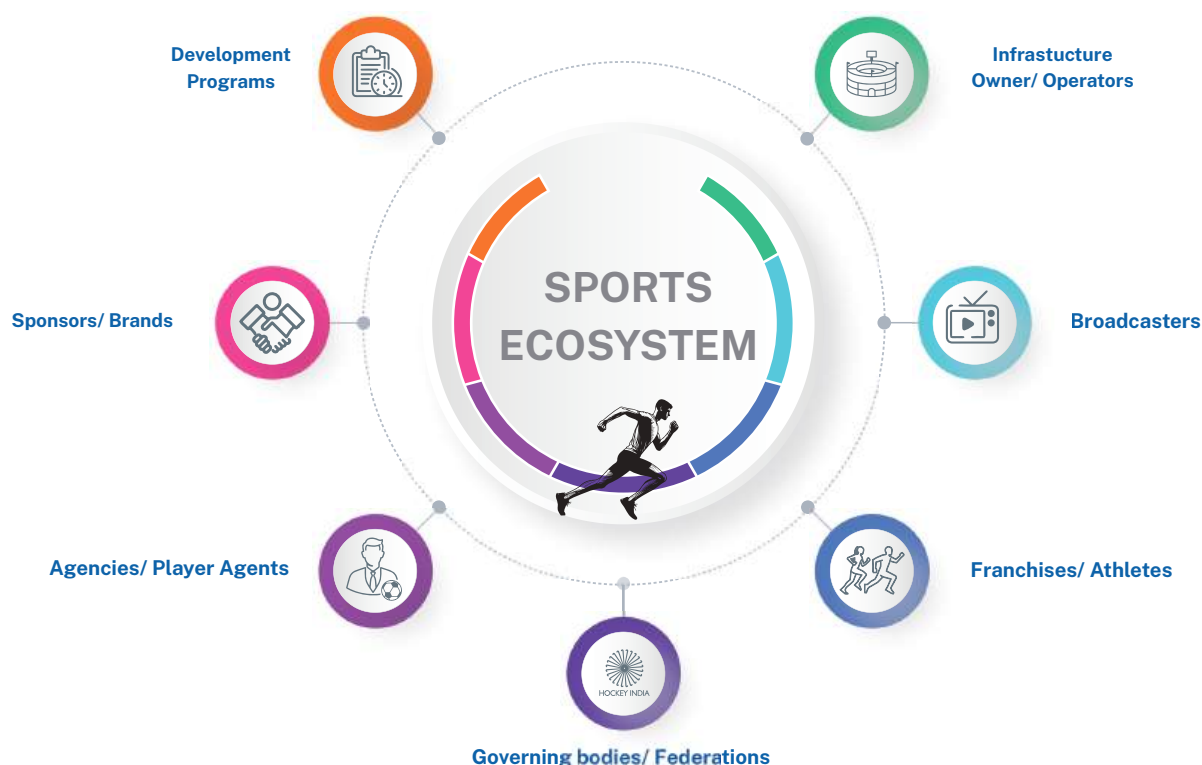 Development
Programs
Infrastucture
Owner/ Operators
SPORTS
ECOSYSTEM
Sponsors/ Brands
Broadcasters
Agencies/ Player Agents
Franchises/ Athletes
HOCKEY INDIA
Governing bodies/ Federations